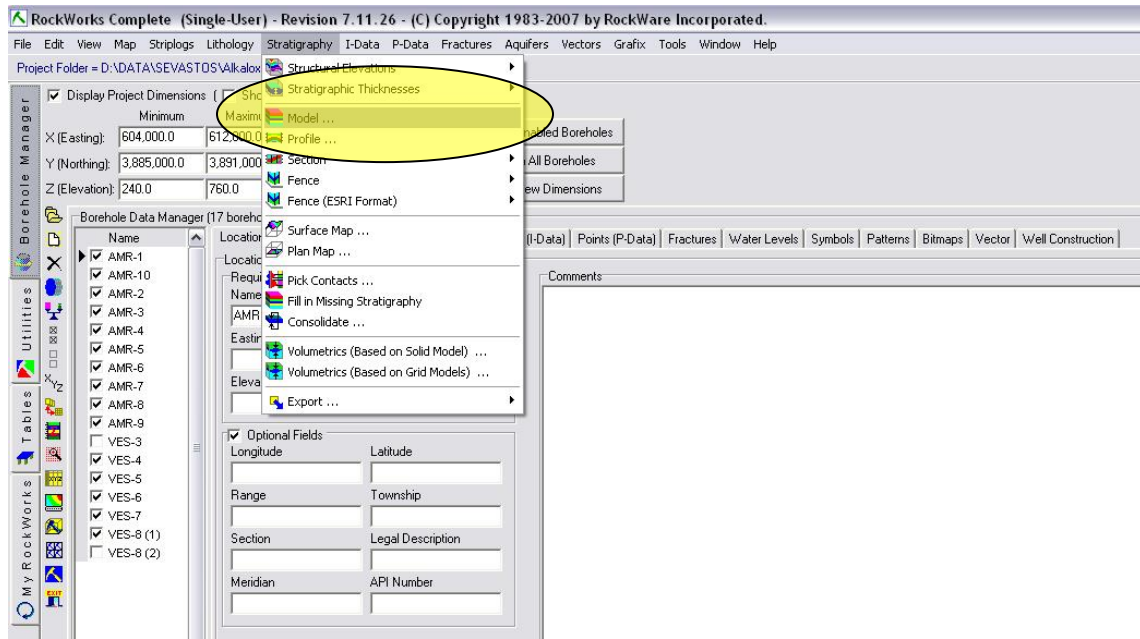 RockWorks Complete (Single-User) - Revision 7.11.26 - (C) Copyright 1983-2007 by RockWare Incorporated.
File Edit View Map Striplogs Lithology Stratigraphy I-Data P-Data Fractures Aquifers Vectors Grafix Tools Window Help
Project Folder = D:\DATA\SEVASTOS\Alkalox
Structural Elevations
Display Project Dimensions (
Stratigraphic Thicknesses
Minimum
Model ...
X (Easting): 604,000.0 612,000.0
Profile ...
Enabled Boreholes
Y (Northing): 3,885,000.0 3,891,000
Section
All Boreholes
Z (Elevation): 240.0 760.0
Fence
Dimensions
Fence (ESRI Format)
Borehole Data Manager (17 boreho
Surface Map ...
Name Location
(I-Data) Points (P-Data) Fractures Water Levels Symbols Patterns Bitmaps Vector Well Construction
Plan Map ...
AMR-1
AMR-10
Pick Contacts ...
Comments
AMR-2 Name
Fill in Missing Stratigraphy
AMR-3 AMR
Consolidate ...
AMR-4
AMR-5
Volumetrics (Based on Solid Model) ...
AMR-6
Volumetrics (Based on Grid Models) ...
AMR-7
AMR-8
Export ...
AMR-9
VES-3
Optional Fields
VES-4
Longitude Latitude
VES-5
VES-6
Range Township
VES-7
VES-8 (1)
Section Legal Description
VES-8 (2)
Meridian API Number
Borehole Manager
Utilities
Tables
My RockWorks
XYZ
EXIT